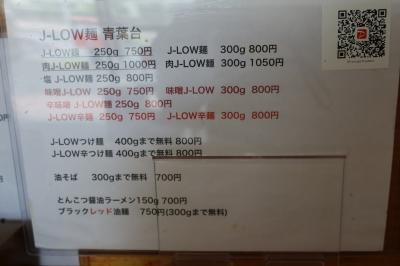 J-LOW麺 青葉台
J-LOW麺 250g 750円 J-LOW麺 300g 800円
肉J-LOW麺 250g 1000円 肉J-LOW麺 300g 1050円
塩 J-LOW麺 250g 800円
味噌J-LOW 250g 750円 味噌J-LOW麺 300g 800円
辛味噌 J-LOW麺 250g 800円
J-LOW辛麺 250g 750円 J-LOW辛麺 300g 800円
J-LOWつけ麺 400gまで無料 800円
J-LOW辛つけ麺 400gまで無料 800円
油そば 300gまで無料 700円
とんこつ醤油ラーメン150g 700円
ブラックレッド油麺 750円(300gまで無料)